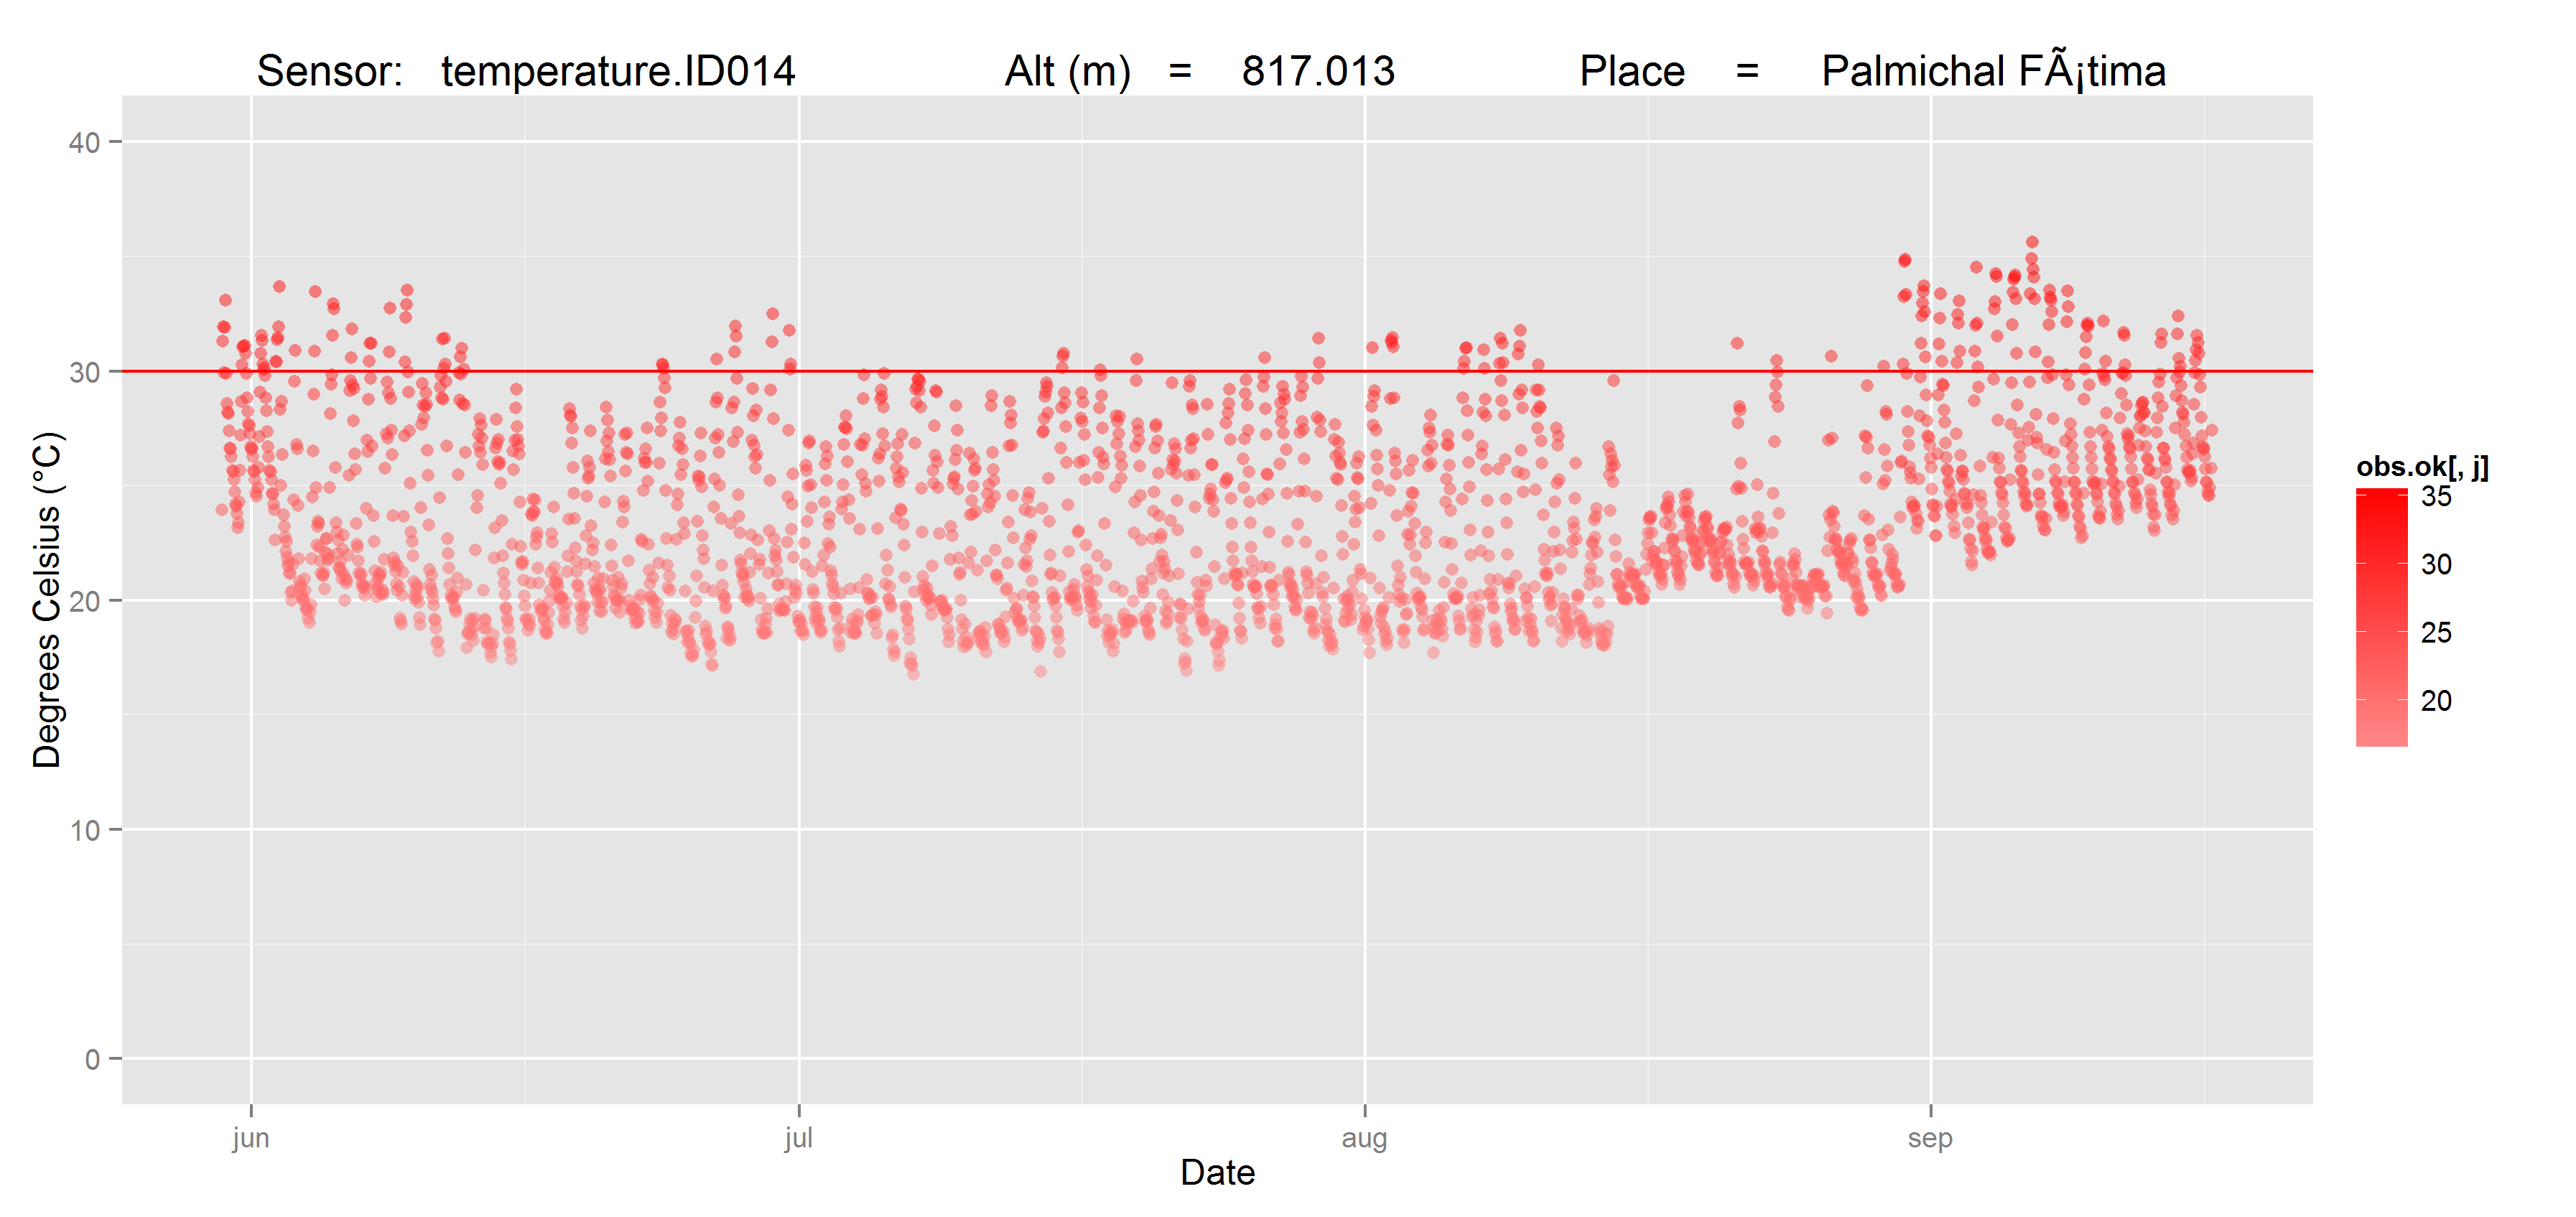 Sensor: temperature.ID014 Alt (m) = 817.013 Place = Palmichal FÃ¡tima
40
30
20
10
0
Degrees Celsius (°C)
jun jul aug sep
Date
obs.ok[, j]
35
30
25
20